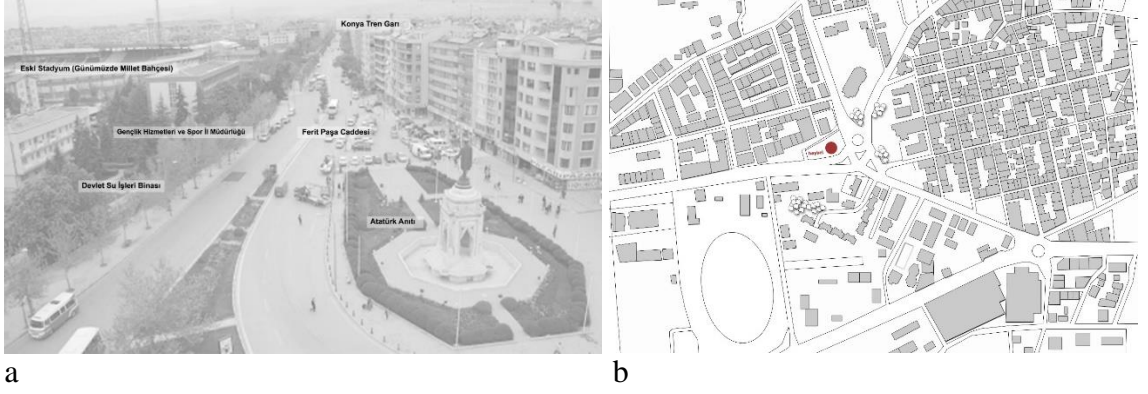 Konya Tren Garı
Eski Stadyum (Günümüzde Millet Bahçesi)
Gençlik Hizmetleri ve Spor İl Müdürlüğü
Ferit Paşa Caddesi
Devlet Su İşleri Binası
Atatürk Anıtı
heykel
a
b